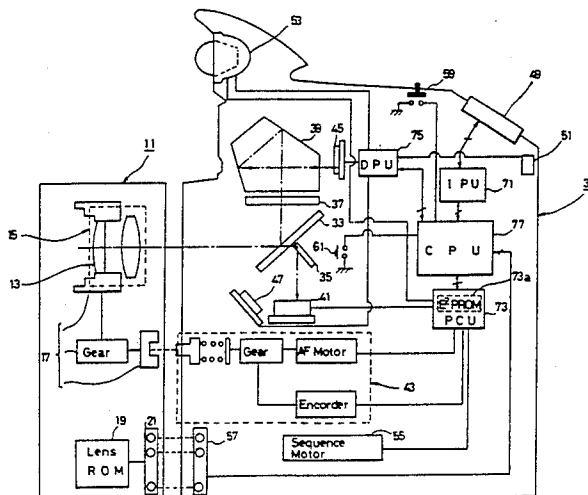 53
59
49
11
39
45
75
DPU
51
IPU
71
37
15
33
77
CPU
61
13
35
47
41
73a
E²PROM
PCU
73
17
Gear
Gear
AF Motor
43
Encorder
19
21
57
55
Lens
ROM
Sequence
Motor